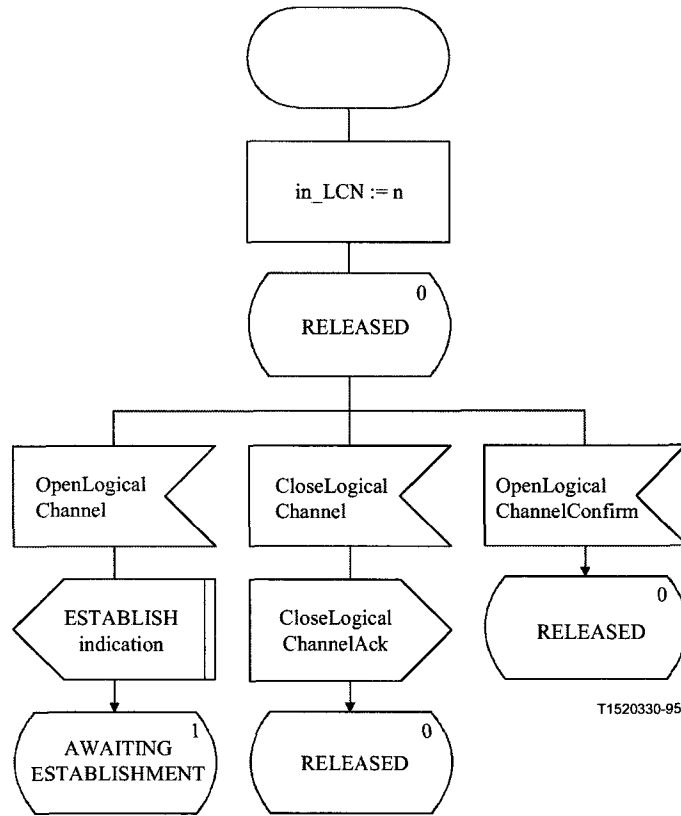 in_LCN := n
0
RELEASED
OpenLogical
Channel
CloseLogical
Channel
OpenLogical
ChannelConfirm
ESTABLISH
indication
CloseLogical
ChannelAck
0
RELEASED
T1520330-95
1
AWAITING
ESTABLISHMENT
0
RELEASED